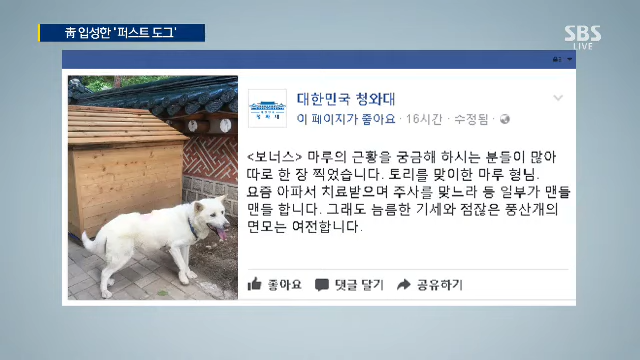 靑 입성한 '퍼스트 도그'
SBS
LIVE
대한민국 청와대
이 페이지가 좋아요 · 16시간 · 수정됨 ·
<보너스> 마루의 근황을 궁금해 하시는 분들이 많아
따로 한 장 찍었습니다. 토리를 맞이한 마루 형님.
요즘 아파서 치료받으며 주사를 맞느라 등 일부가 맨들
맨들 합니다. 그래도 늠름한 기세와 점잖은 풍산개의
면모는 여전합니다.
좋아요 댓글 달기 공유하기